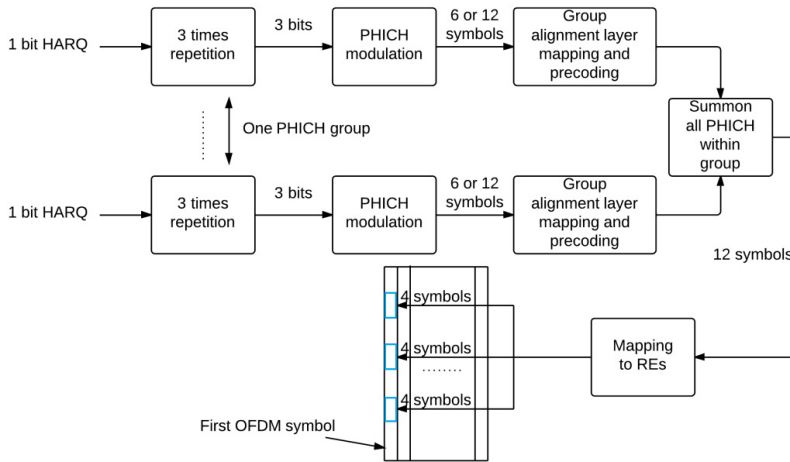 1 bit HARQ
3 times
repetition
3 bits
PHICH
modulation
6 or 12
symbols
Group
alignment layer
mapping and
precoding
One PHICH group
Summon
all PHICH
within
group
1 bit HARQ
3 times
repetition
3 bits
PHICH
modulation
6 or 12
symbols
Group
alignment layer
mapping and
precoding
12 symbols
4 symbols
4 symbols
4 symbols
Mapping
to REs
First OFDM symbol